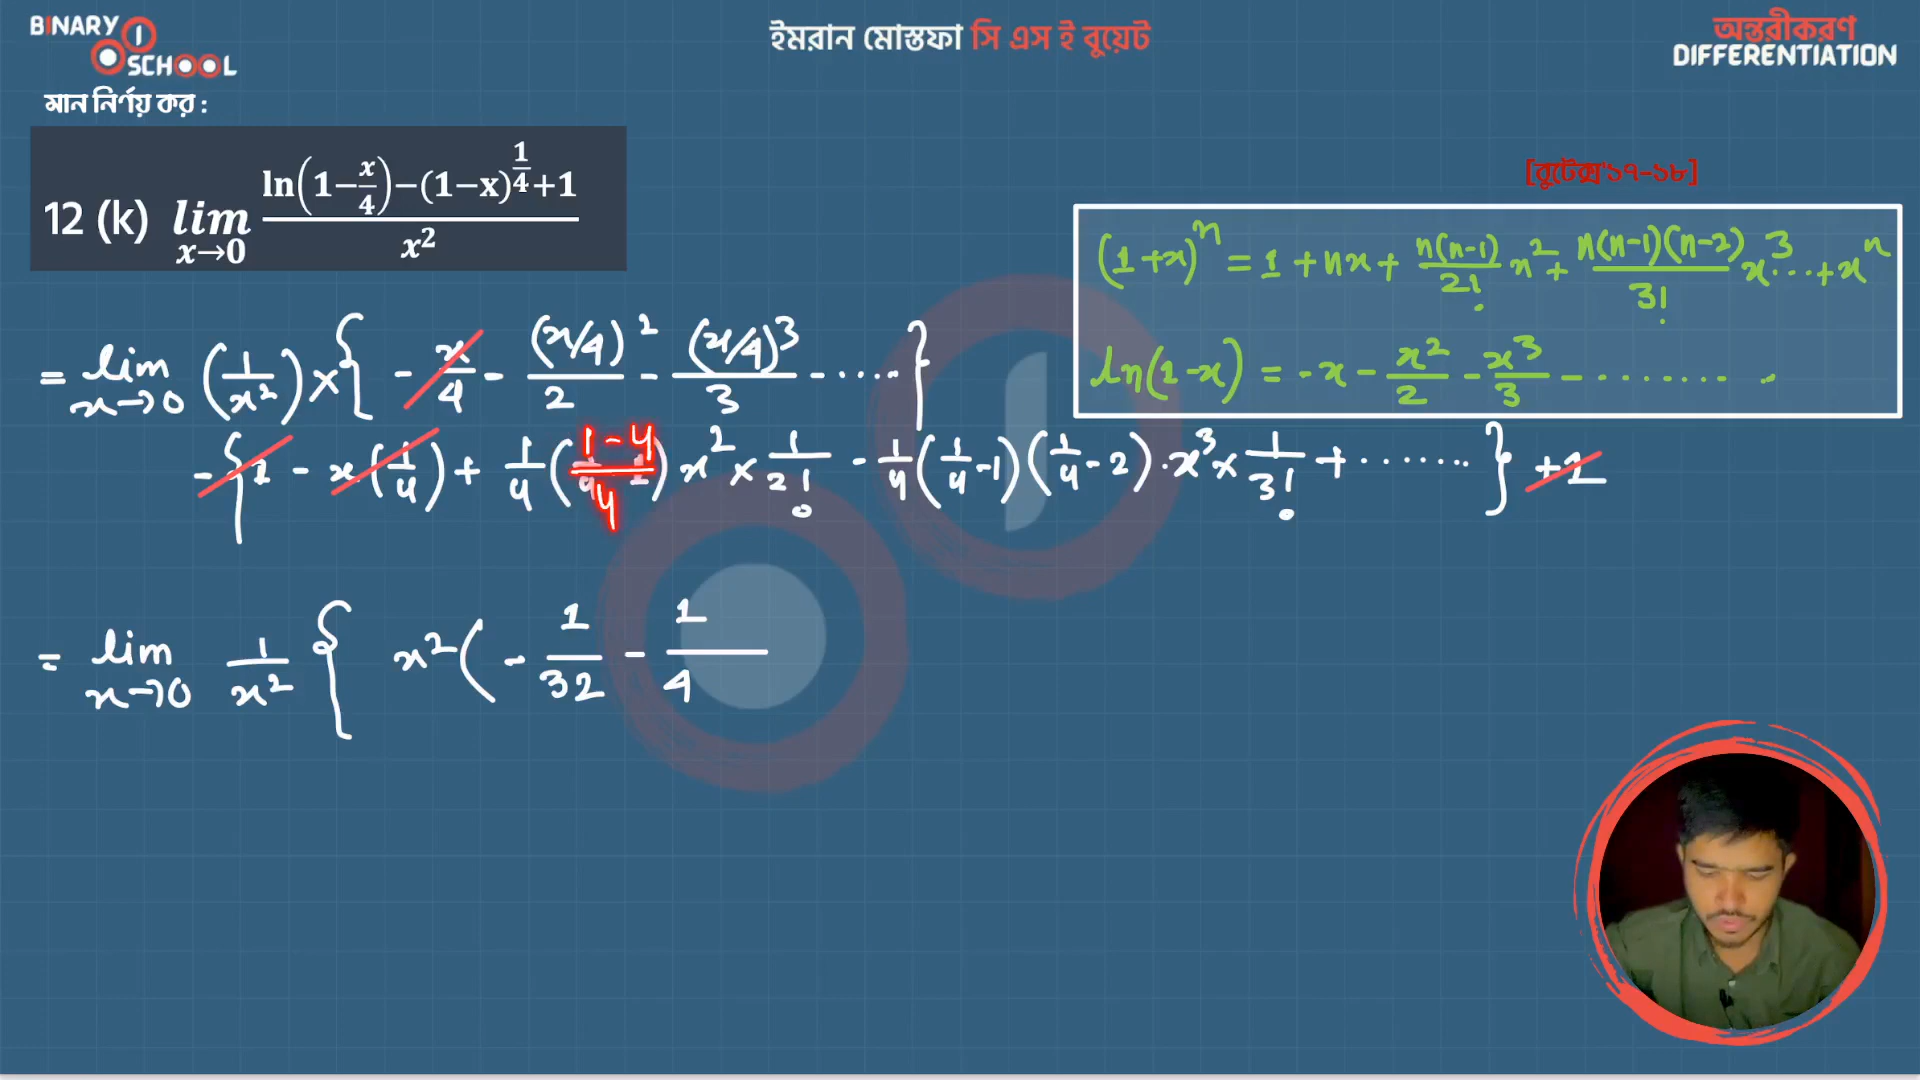 BINARY SCHOOL
ইমরান মোস্তফা সি এস ই বুয়েট
অন্তরীকরণ
DIFFERENTIATION
মান নির্ণয় কর :
12 (k) lim x→0 (ln(1−x/4)−(1−x)^(1/4)+1)/x²
[বুটেক্স'১৭-১৮]
(1+x)^n = 1 + nx + n(n-1)/2! x² + n(n-1)(n-2)/3! x³ ... + x^n
ln(1-x) = -x - x²/2 - x³/3 - ........
= lim x→0 (1/x²) × { - x/4 - (x/4)²/2 - (x/4)³/3 - ..... }
- { 1 - x(1/4) + 1/4 (1-4/4) x² × 1/2! - 1/4 (1/4 -1)(1/4 -2) . x³ × 1/3! + ....... } + 1
= lim x→0 1/x² { x² ( - 1/32 - 1/4